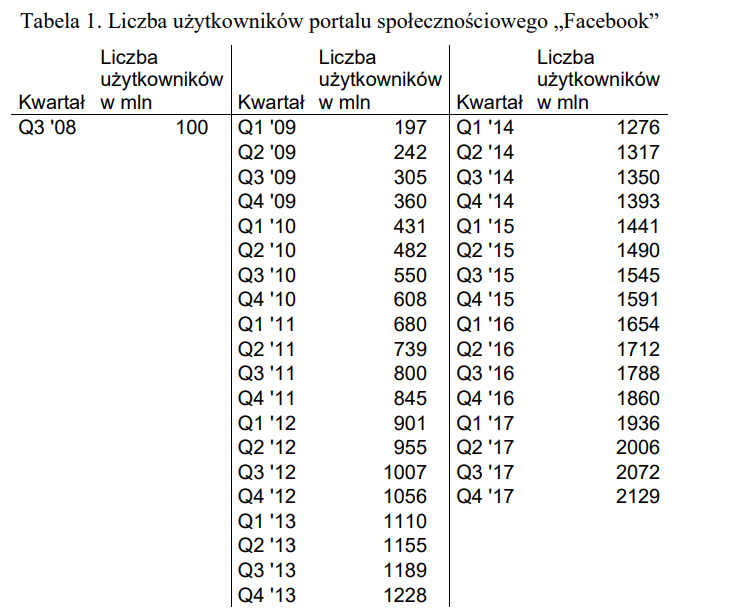 Tabela 1. Liczba użytkowników portalu społecznościowego „Facebook”
Liczba Liczba Liczba
użytkowników użytkowników użytkowników
Kwartał w mln Kwartał w mln Kwartał w mln
Q3 '08 100 Q1 '09 197 Q1 '14 1276
Q2 '09 242 Q2 '14 1317
Q3 '09 305 Q3 '14 1350
Q4 '09 360 Q4 '14 1393
Q1 '10 431 Q1 '15 1441
Q2 '10 482 Q2 '15 1490
Q3 '10 550 Q3 '15 1545
Q4 '10 608 Q4 '15 1591
Q1 '11 680 Q1 '16 1654
Q2 '11 739 Q2 '16 1712
Q3 '11 800 Q3 '16 1788
Q4 '11 845 Q4 '16 1860
Q1 '12 901 Q1 '17 1936
Q2 '12 955 Q2 '17 2006
Q3 '12 1007 Q3 '17 2072
Q4 '12 1056 Q4 '17 2129
Q1 '13 1110
Q2 '13 1155
Q3 '13 1189
Q4 '13 1228